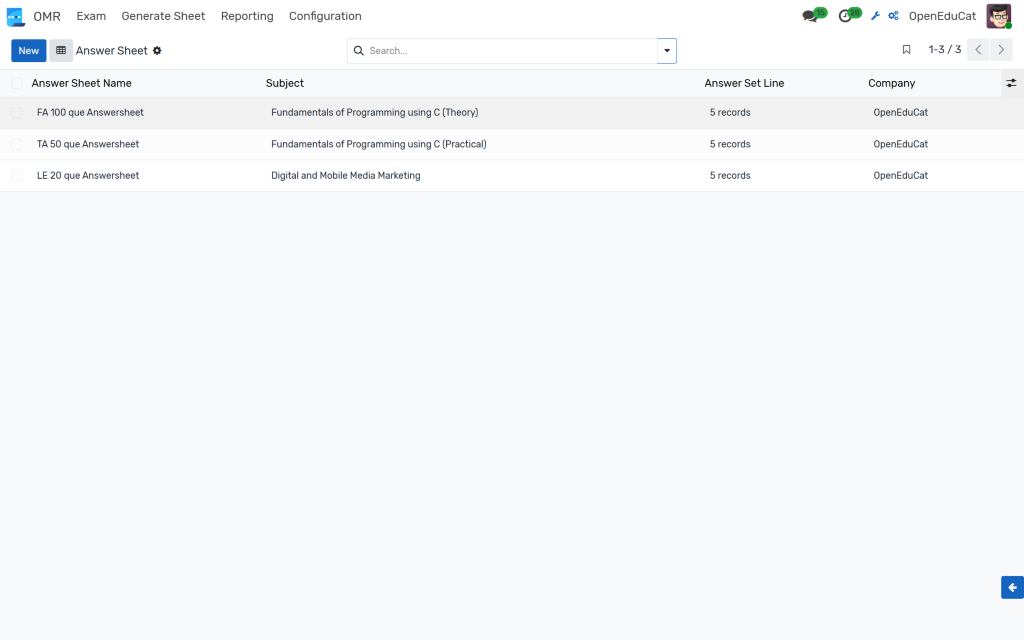 OMR Exam Generate Sheet Reporting Configuration 15 28 OpenEduCat
New Answer Sheet Search... 1-3 / 3
Answer Sheet Name Subject Answer Set Line Company
FA 100 que Answersheet Fundamentals of Programming using C (Theory) 5 records OpenEduCat
TA 50 que Answersheet Fundamentals of Programming using C (Practical) 5 records OpenEduCat
LE 20 que Answersheet Digital and Mobile Media Marketing 5 records OpenEduCat